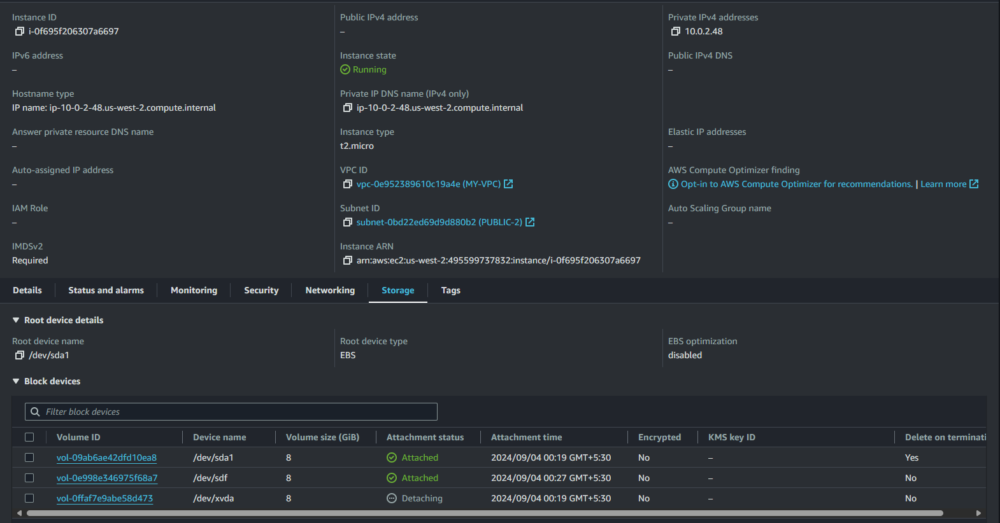 Instance ID
i-0f695f206307a6697
Public IPv4 address
–
Private IPv4 addresses
10.0.2.48
IPv6 address
–
Instance state
Running
Public IPv4 DNS
–
Hostname type
IP name: ip-10-0-2-48.us-west-2.compute.internal
Private IP DNS name (IPv4 only)
ip-10-0-2-48.us-west-2.compute.internal
Answer private resource DNS name
–
Instance type
t2.micro
Elastic IP addresses
–
Auto-assigned IP address
–
VPC ID
vpc-0e952389610c19a4e (MY-VPC)
AWS Compute Optimizer finding
Opt-in to AWS Compute Optimizer for recommendations. | Learn more
IAM Role
–
Subnet ID
subnet-0bd22ed69d9d880b2 (PUBLIC-2)
Auto Scaling Group name
–
IMDSv2
Required
Instance ARN
arn:aws:ec2:us-west-2:495599737832:instance/i-0f695f206307a6697
Details Status and alarms Monitoring Security Networking Storage Tags
Root device details
Root device name
/dev/sda1
Root device type
EBS
EBS optimization
disabled
Block devices
Filter block devices
Volume ID Device name Volume size (GiB) Attachment status Attachment time Encrypted KMS key ID Delete on terminati
vol-09ab6ae42dfd10ea8 /dev/sda1 8 Attached 2024/09/04 00:19 GMT+5:30 No – Yes
vol-0e998e346975f68a7 /dev/sdf 8 Attached 2024/09/04 00:27 GMT+5:30 No – No
vol-0ffaf7e9abe58d473 /dev/xvda 8 Detaching 2024/09/04 00:19 GMT+5:30 No – No